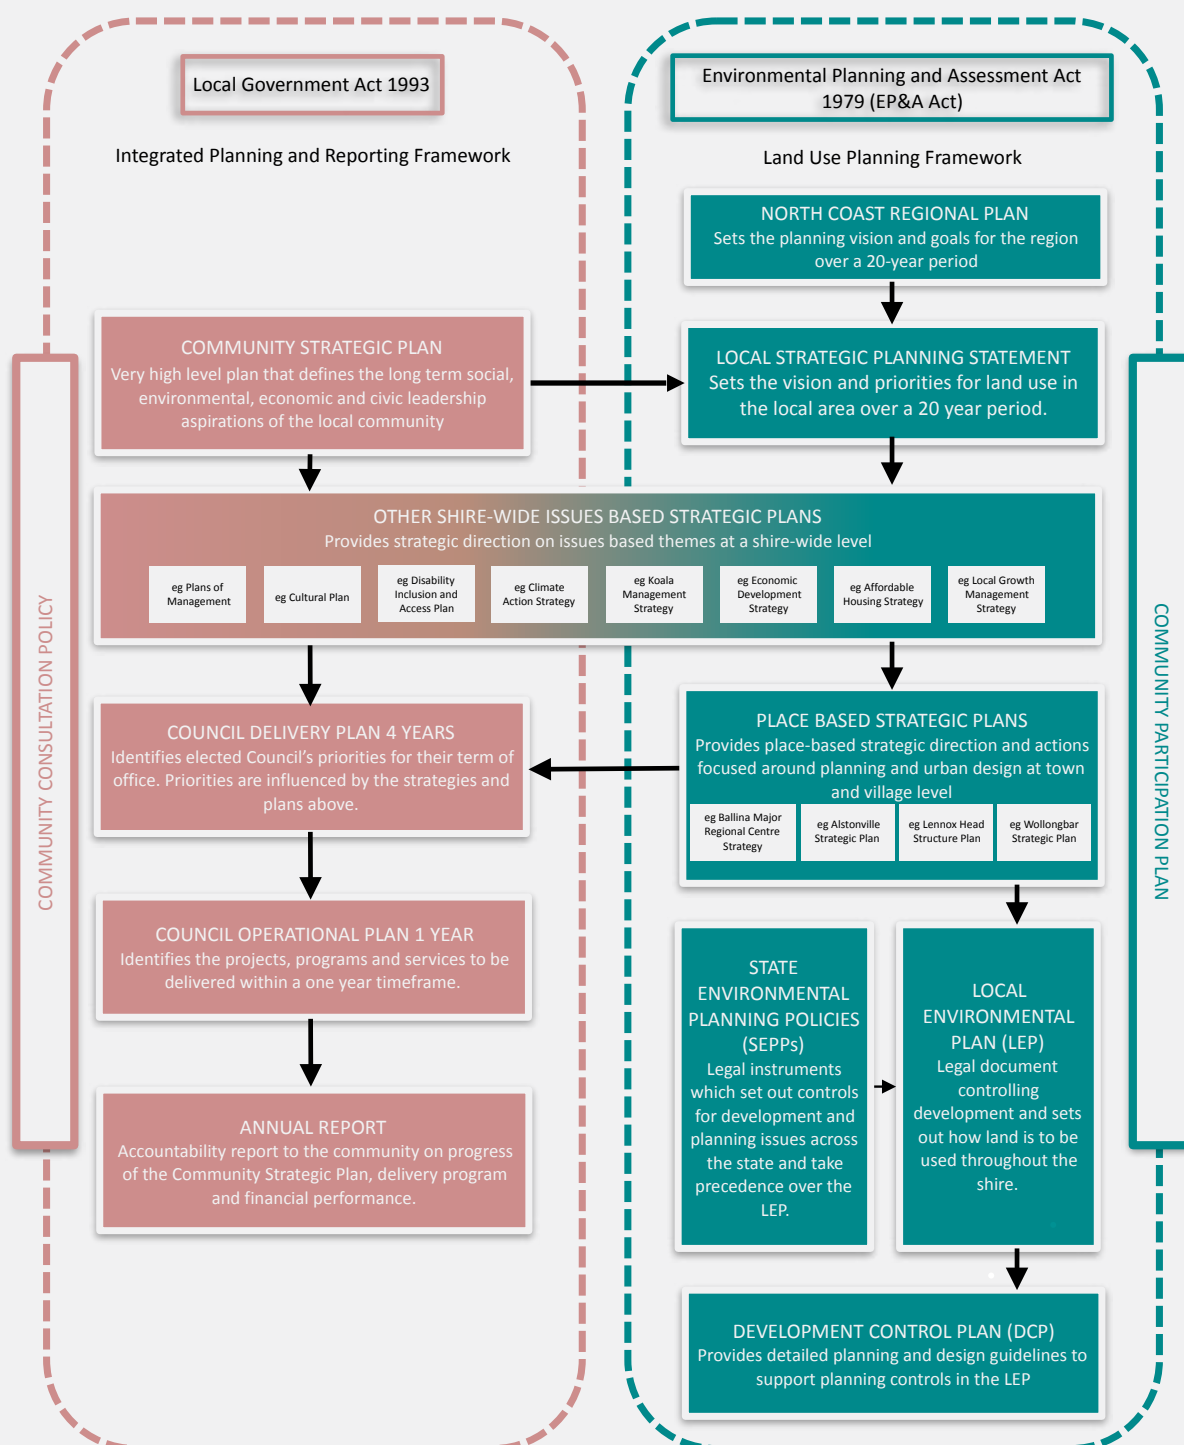 Local Government Act 1993
Integrated Planning and Reporting Framework
COMMUNITY STRATEGIC PLAN
Very high level plan that defines the long term social,
environmental, economic and civic leadership
aspirations of the local community
Environmental Planning and Assessment Act
1979 (EP&A Act)
Land Use Planning Framework
NORTH COAST REGIONAL PLAN
Sets the planning vision and goals for the region
over a 20-year period
LOCAL STRATEGIC PLANNING STATEMENT
Sets the vision and priorities for land use in
the local area over a 20 year period.
OTHER SHIRE-WIDE ISSUES BASED STRATEGIC PLANS
Provides strategic direction on issues based themes at a shire-wide level
eg Plans of
Management
eg Cultural Plan
eg Disability
Inclusion and
Access Plan
eg Climate
Action Strategy
eg Koala
Management
Strategy
eg Economic
Development
Strategy
eg Affordable
Housing Strategy
eg Local Growth
Management
Strategy
COUNCIL DELIVERY PLAN 4 YEARS
Identifies elected Council’s priorities for their term of
office. Priorities are influenced by the strategies and
plans above.
COUNCIL OPERATIONAL PLAN 1 YEAR
Identifies the projects, programs and services to be
delivered within a one year timeframe.
ANNUAL REPORT
Accountability report to the community on progress
of the Community Strategic Plan, delivery program
and financial performance.
PLACE BASED STRATEGIC PLANS
Provides place-based strategic direction and actions
focused around planning and urban design at town
and village level
eg Ballina Major
Regional Centre
Strategy
eg Alstonville
Strategic Plan
eg Lennox Head
Structure Plan
eg Wollongbar
Strategic Plan
STATE
ENVIRONMENTAL
PLANNING POLICIES
(SEPPs)
Legal instruments
which set out controls
for development and
planning issues across
the state and take
precedence over the
LEP.
LOCAL
ENVIRONMENTAL
PLAN (LEP)
Legal document
controlling
development and sets
out how land is to be
used throughout the
shire.
DEVELOPMENT CONTROL PLAN (DCP)
Provides detailed planning and design guidelines to
support planning controls in the LEP
COMMUNITY CONSULTATION POLICY
COMMUNITY PARTICIPATION PLAN